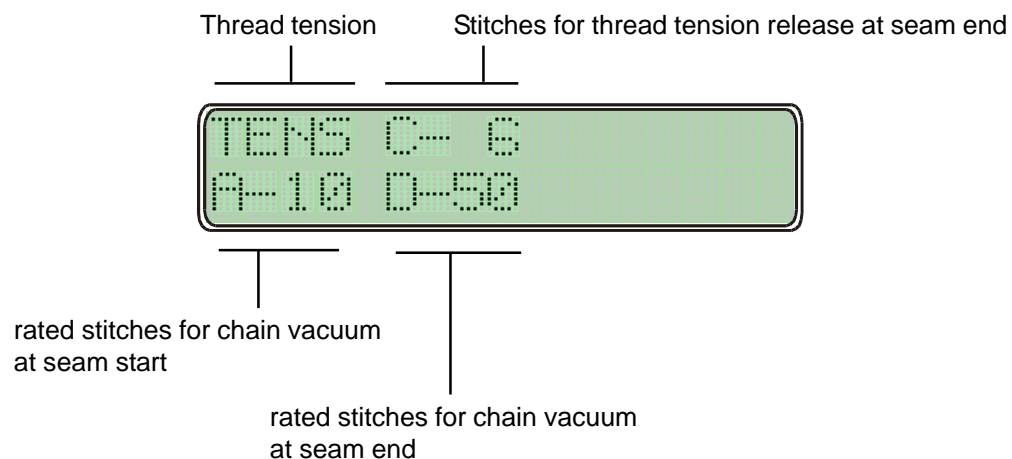 Thread tension
Stitches for thread tension release at seam end
TENS C- 6
A-10 D-50
rated stitches for chain vacuum
at seam start
rated stitches for chain vacuum
at seam end